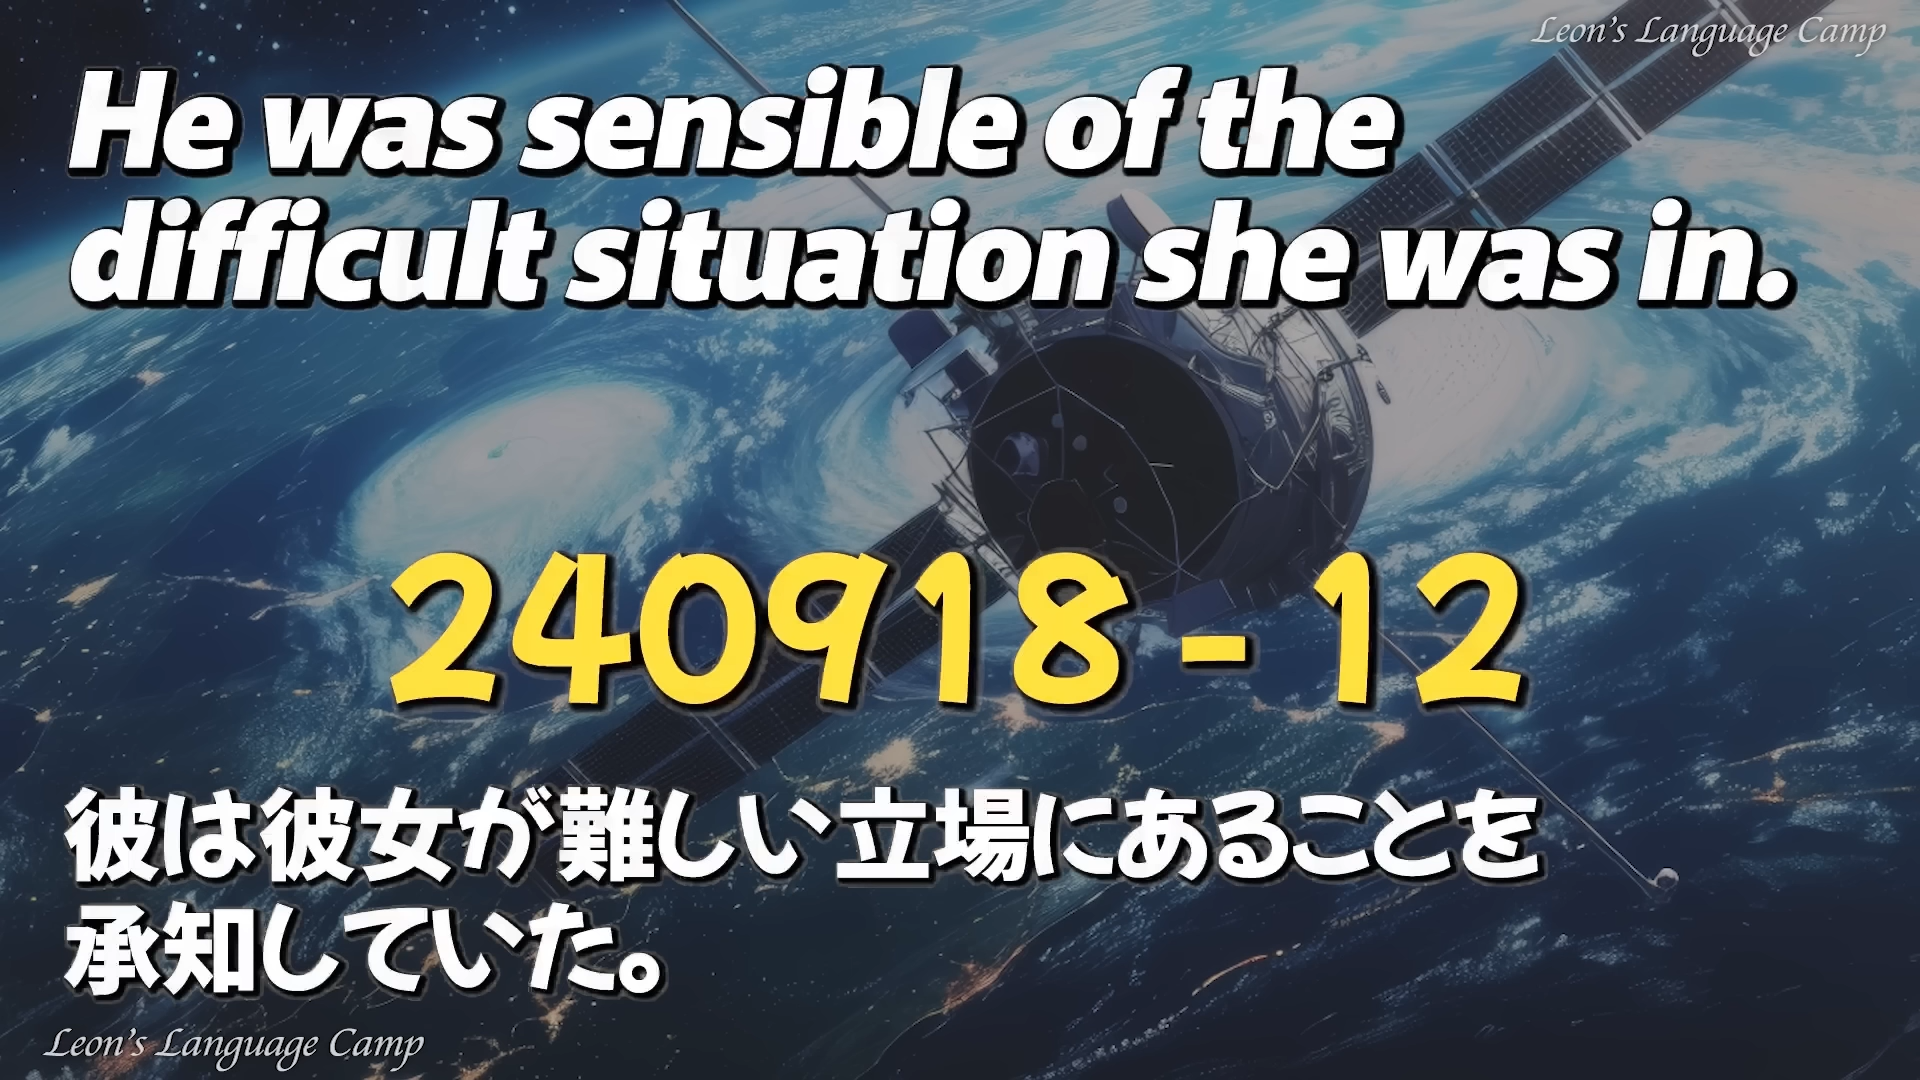 Leon's Language Camp
He was sensible of the
difficult situation she was in.
240918-12
彼は彼女が難しい立場にあることを
承知していた。
Leon's Language Camp